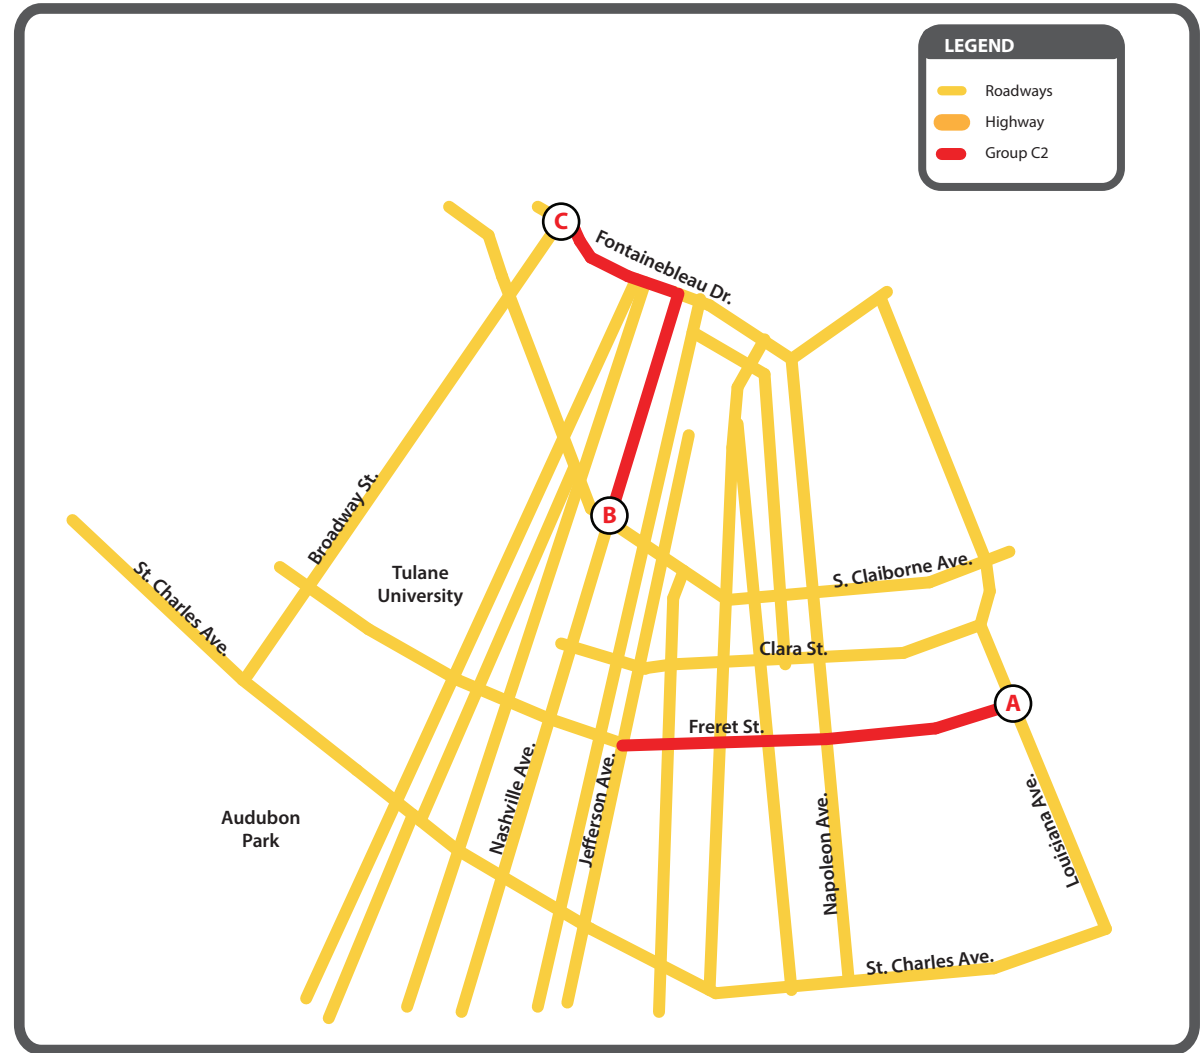 LEGEND
Roadways
Highway
Group C2
C
Fontainebleau Dr.
Broadway St.
B
St. Charles Ave.
Tulane
University
S. Claiborne Ave.
Clara St.
A
Freret St.
Nashville Ave.
Jefferson Ave.
Napoleon Ave.
Louisiana Ave.
Audubon
Park
St. Charles Ave.